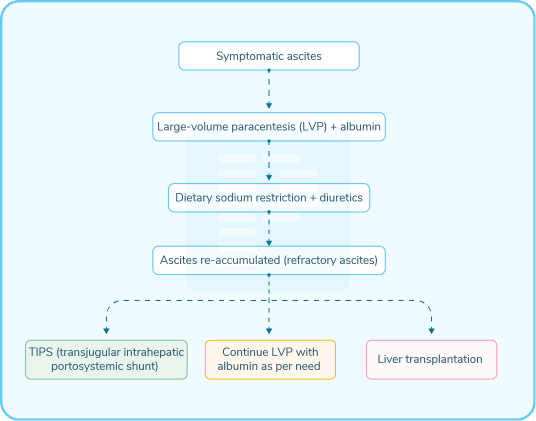 Symptomatic ascites
Large-volume paracentesis (LVP) + albumin
Dietary sodium restriction + diuretics
Ascites re-accumulated (refractory ascites)
TIPS (transjugular intrahepatic
portosystemic shunt)
Continue LVP with
albumin as per need
Liver transplantation